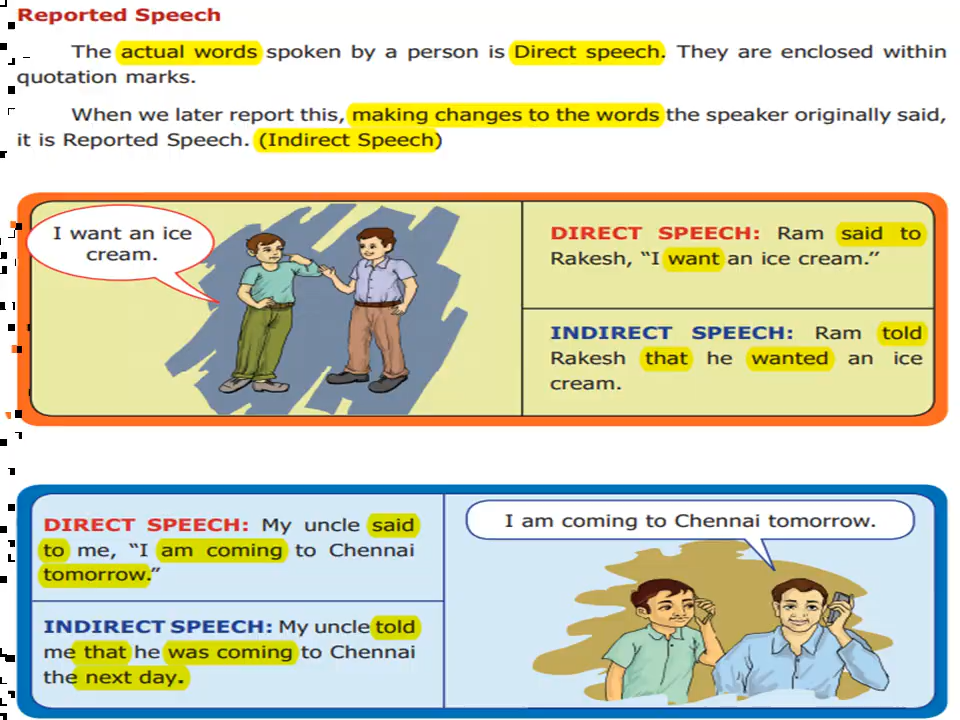 Reported Speech
The actual words spoken by a person is Direct speech. They are enclosed within
quotation marks.
When we later report this, making changes to the words the speaker originally said,
it is Reported Speech. (Indirect Speech)
I want an ice
cream.
DIRECT SPEECH: Ram said to
Rakesh, “I want an ice cream.”
INDIRECT SPEECH: Ram told
Rakesh that he wanted an ice
cream.
DIRECT SPEECH: My uncle said
to me, “I am coming to Chennai
tomorrow.”
INDIRECT SPEECH: My uncle told
me that he was coming to Chennai
the next day.
I am coming to Chennai tomorrow.